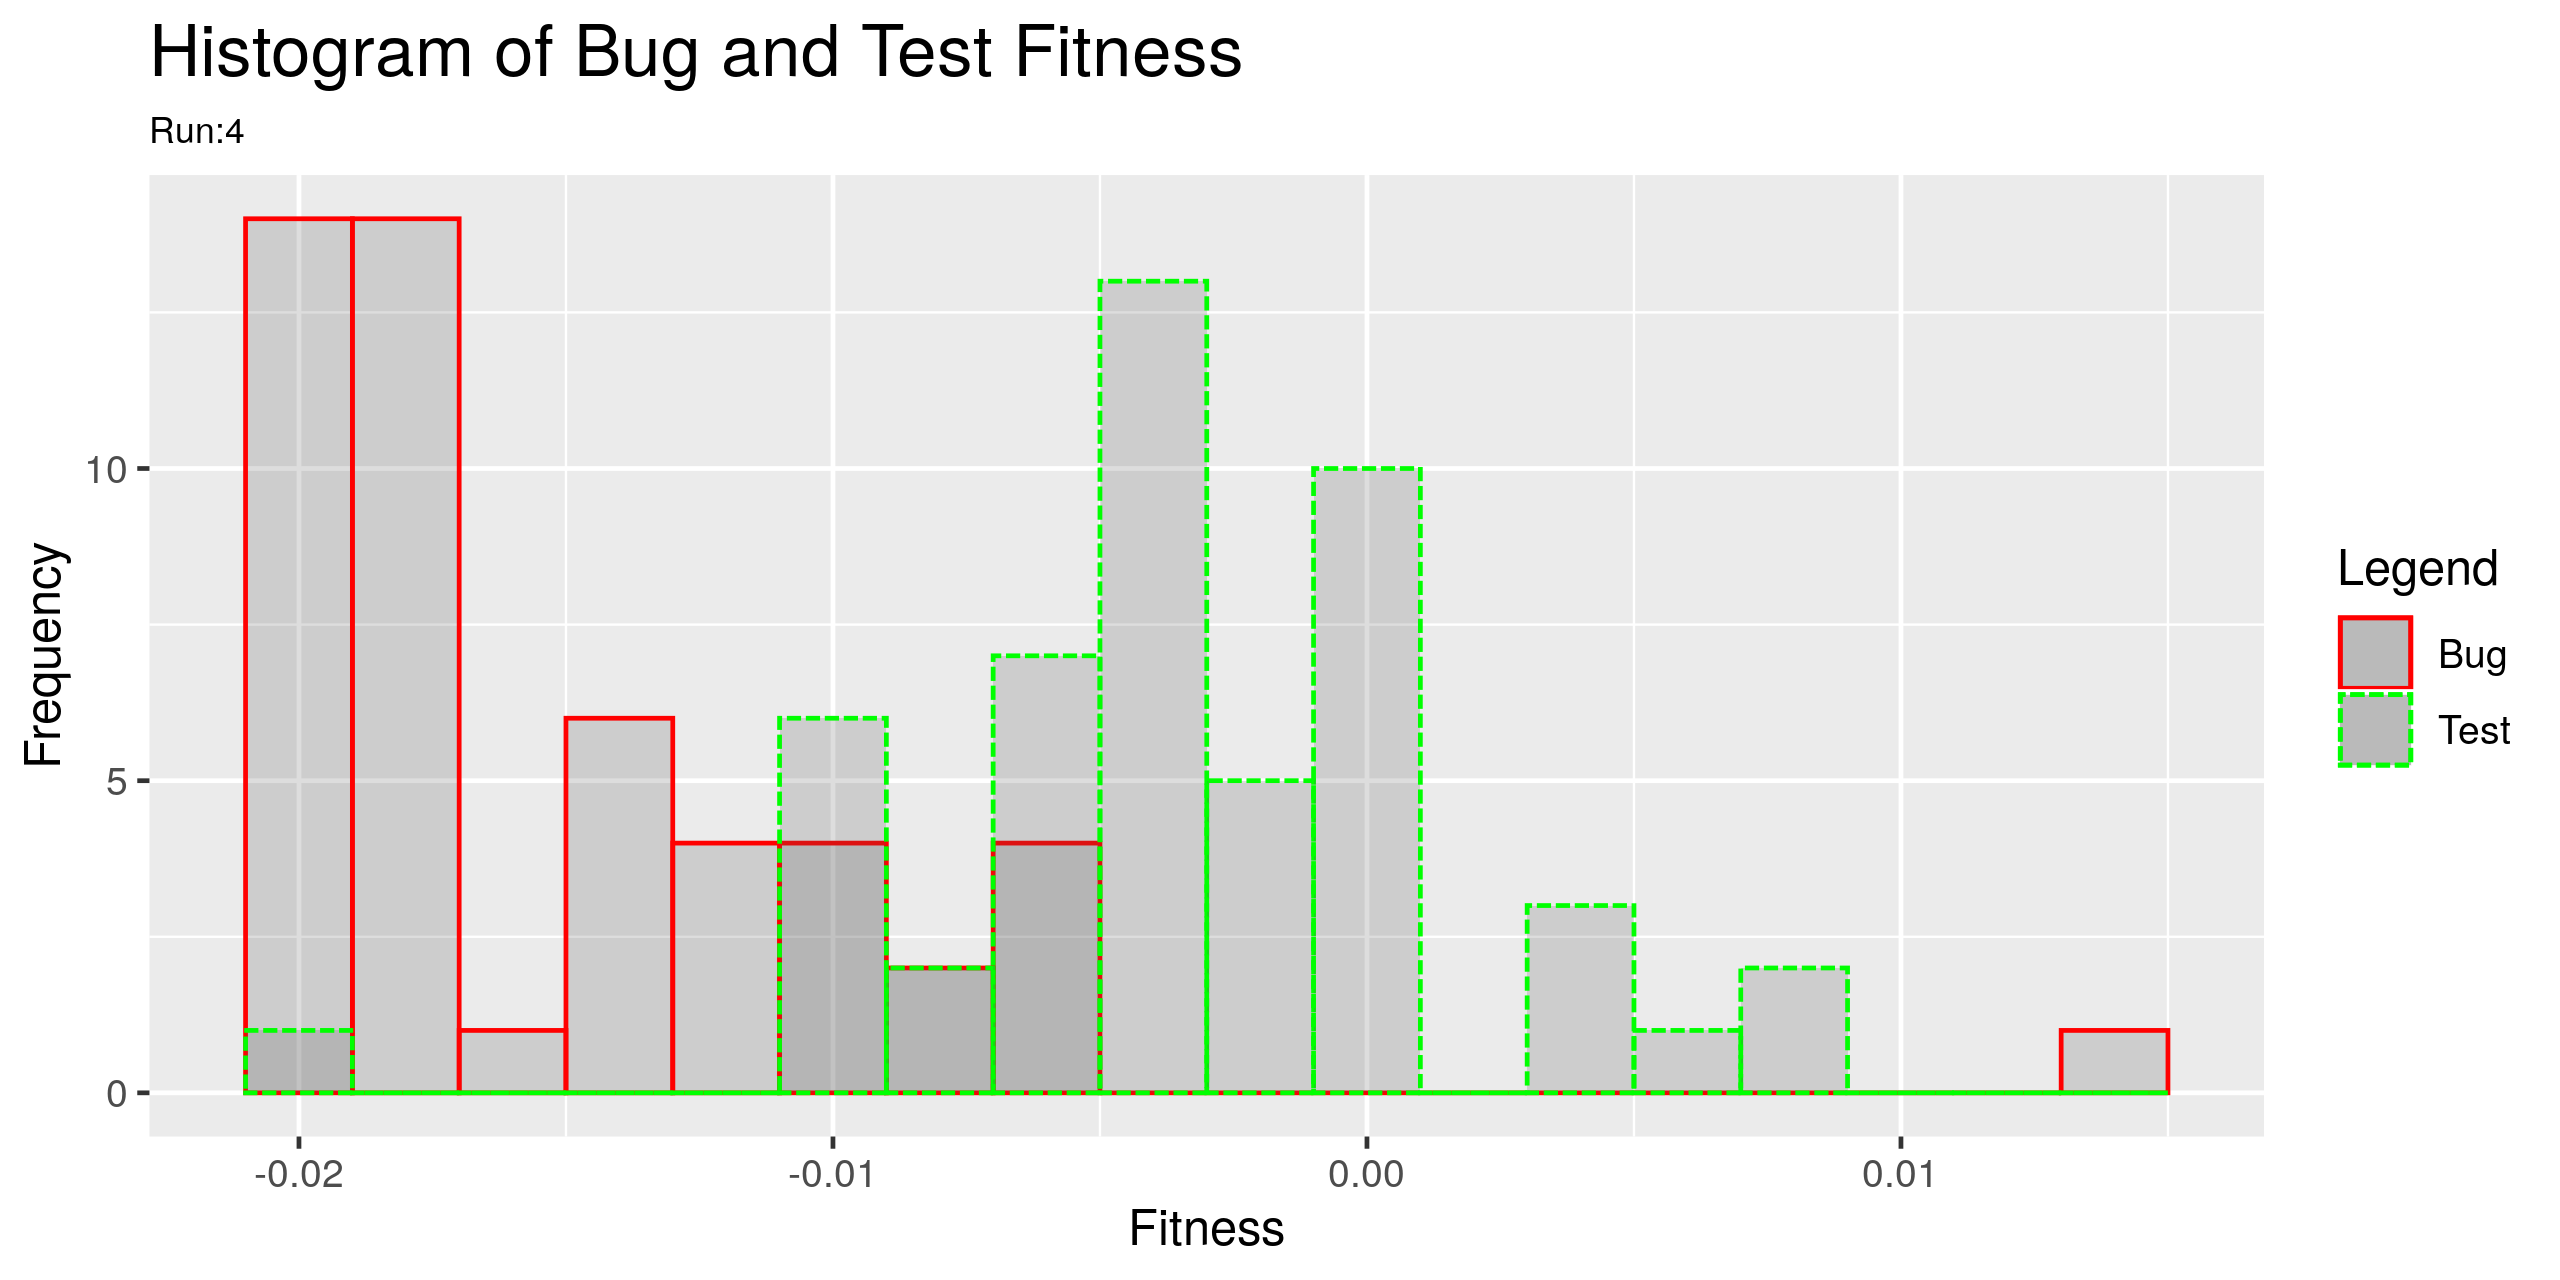 Histogram of Bug and Test Fitness
Run:4
Frequency
10
5
0
-0.02
-0.01
0.00
0.01
Fitness
Legend
Bug
Test